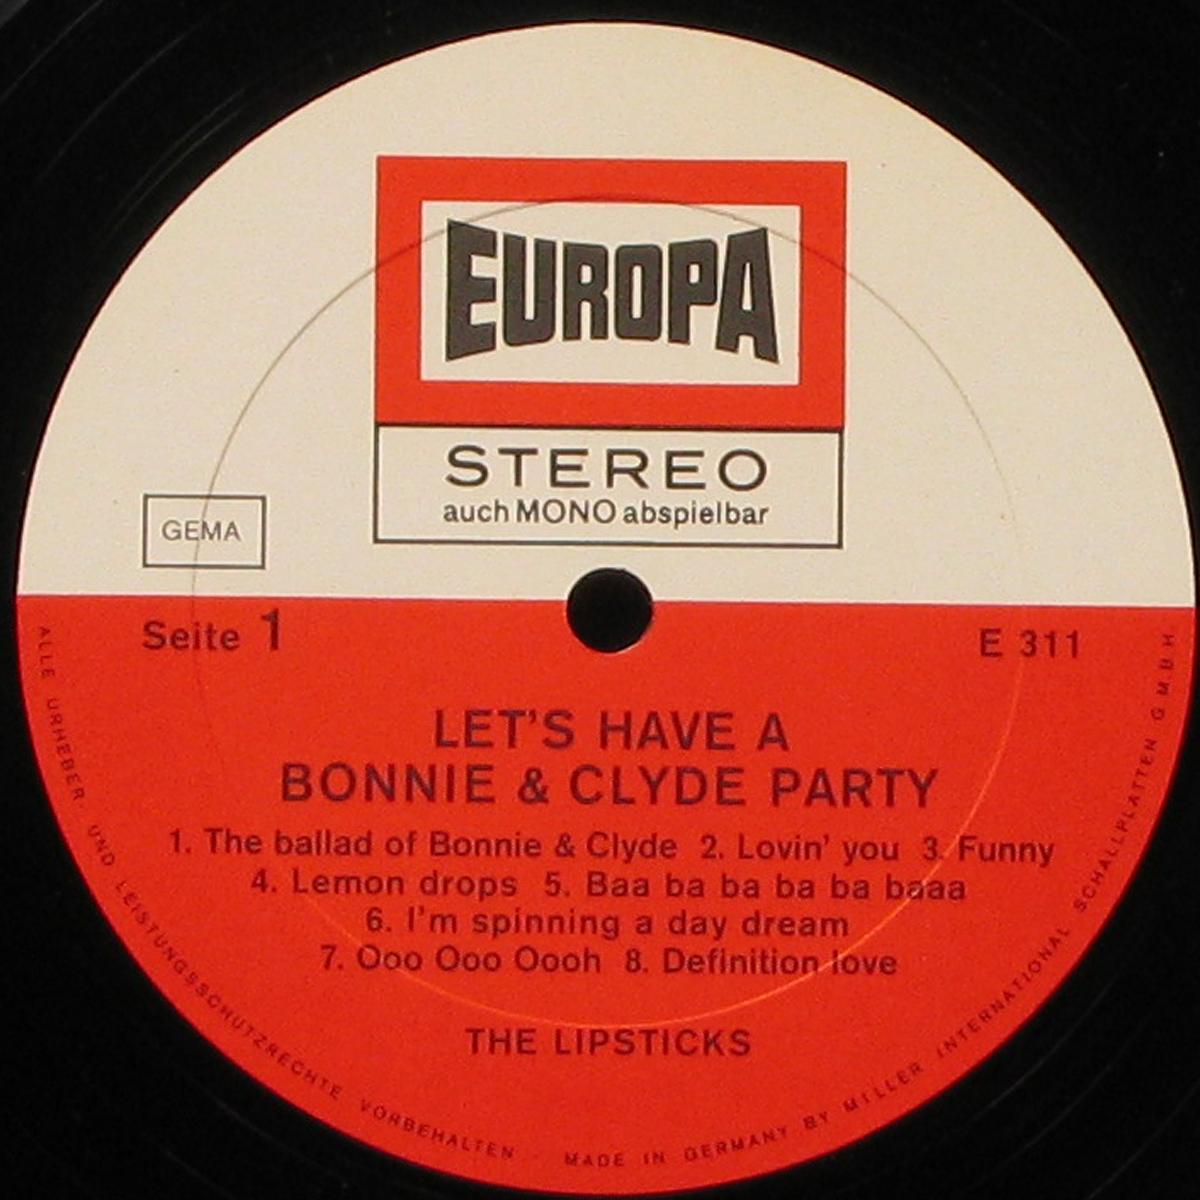 EUROPA
STEREO
auch MONO abspielbar
GEMA
Seite 1
E 311
LET'S HAVE A
BONNIE & CLYDE PARTY
1. The ballad of Bonnie & Clyde 2. Lovin' you 3. Funny
4. Lemon drops 5. Baa ba ba ba ba baaa
6. I'm spinning a day dream
7. Ooo Ooo Oooh 8. Definition love
THE LIPSTICKS
ALLE URHEBER- UND LEISTUNGSSCHUTZRECHTE VORBEHALTEN · MADE IN GERMANY BY MILLER INTERNATIONAL SCHALLPLATTEN G.M.B.H.